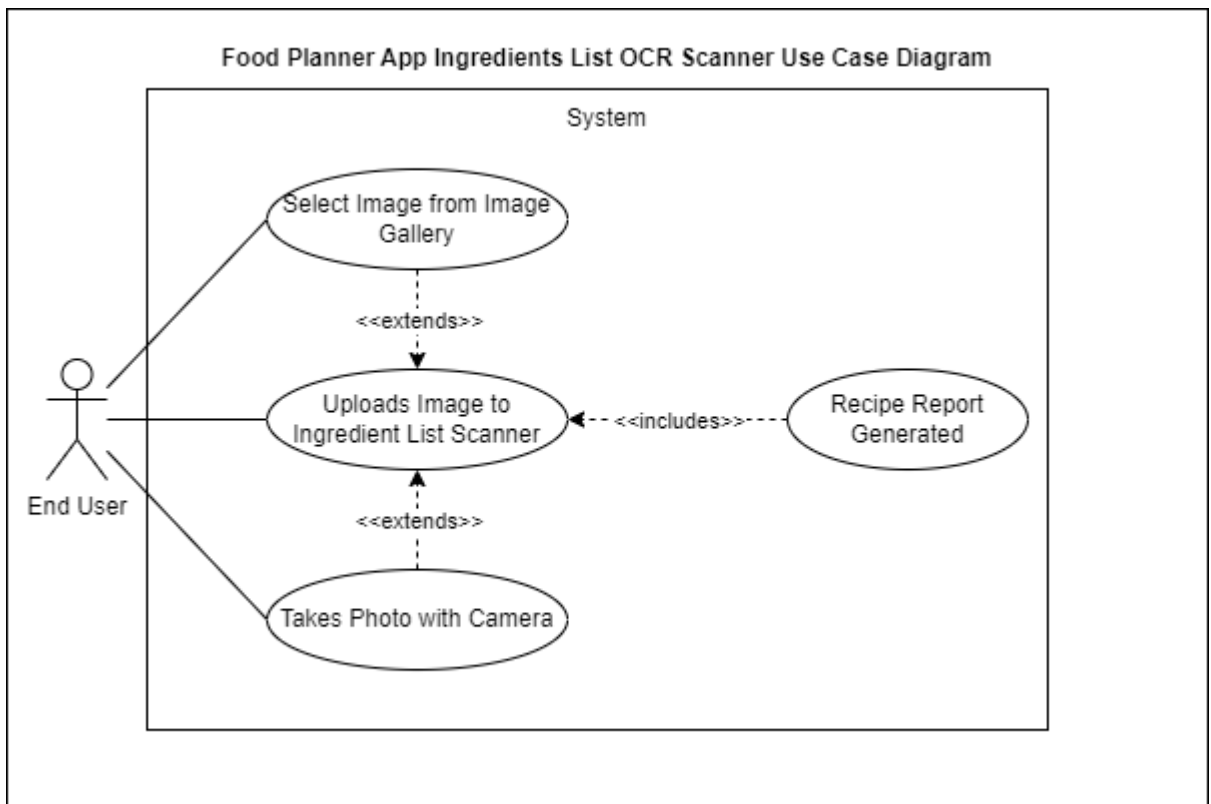 Food Planner App Ingredients List OCR Scanner Use Case Diagram
System
Select Image from Image
Gallery
<<extends>>
Uploads Image to
Ingredient List Scanner
<<includes>>
Recipe Report
Generated
End User
<<extends>>
Takes Photo with Camera